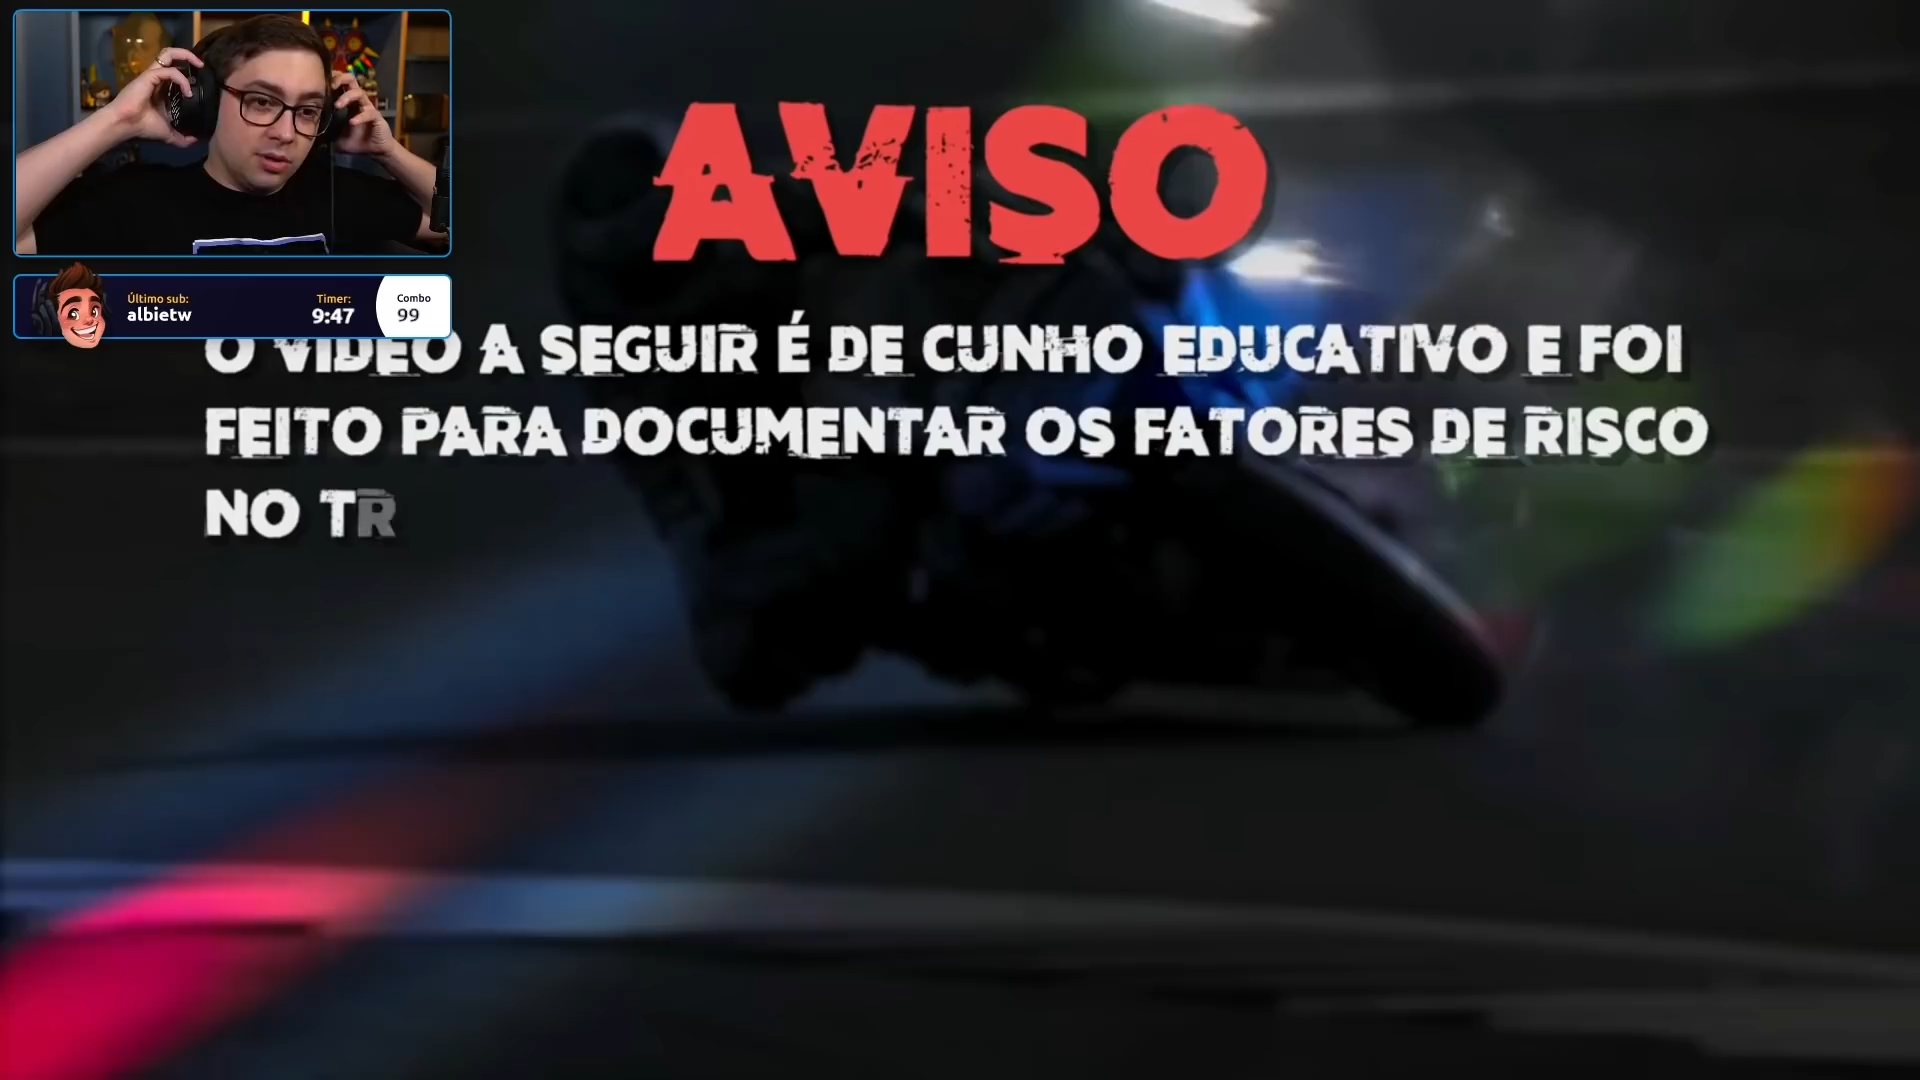 AVISO
Último sub:
albietw
Timer:
9:47
Combo
99
O VÍDEO A SEGUIR É DE CUNHO EDUCATIVO E FOI
FEITO PARA DOCUMENTAR OS FATORES DE RISCO
NO TR